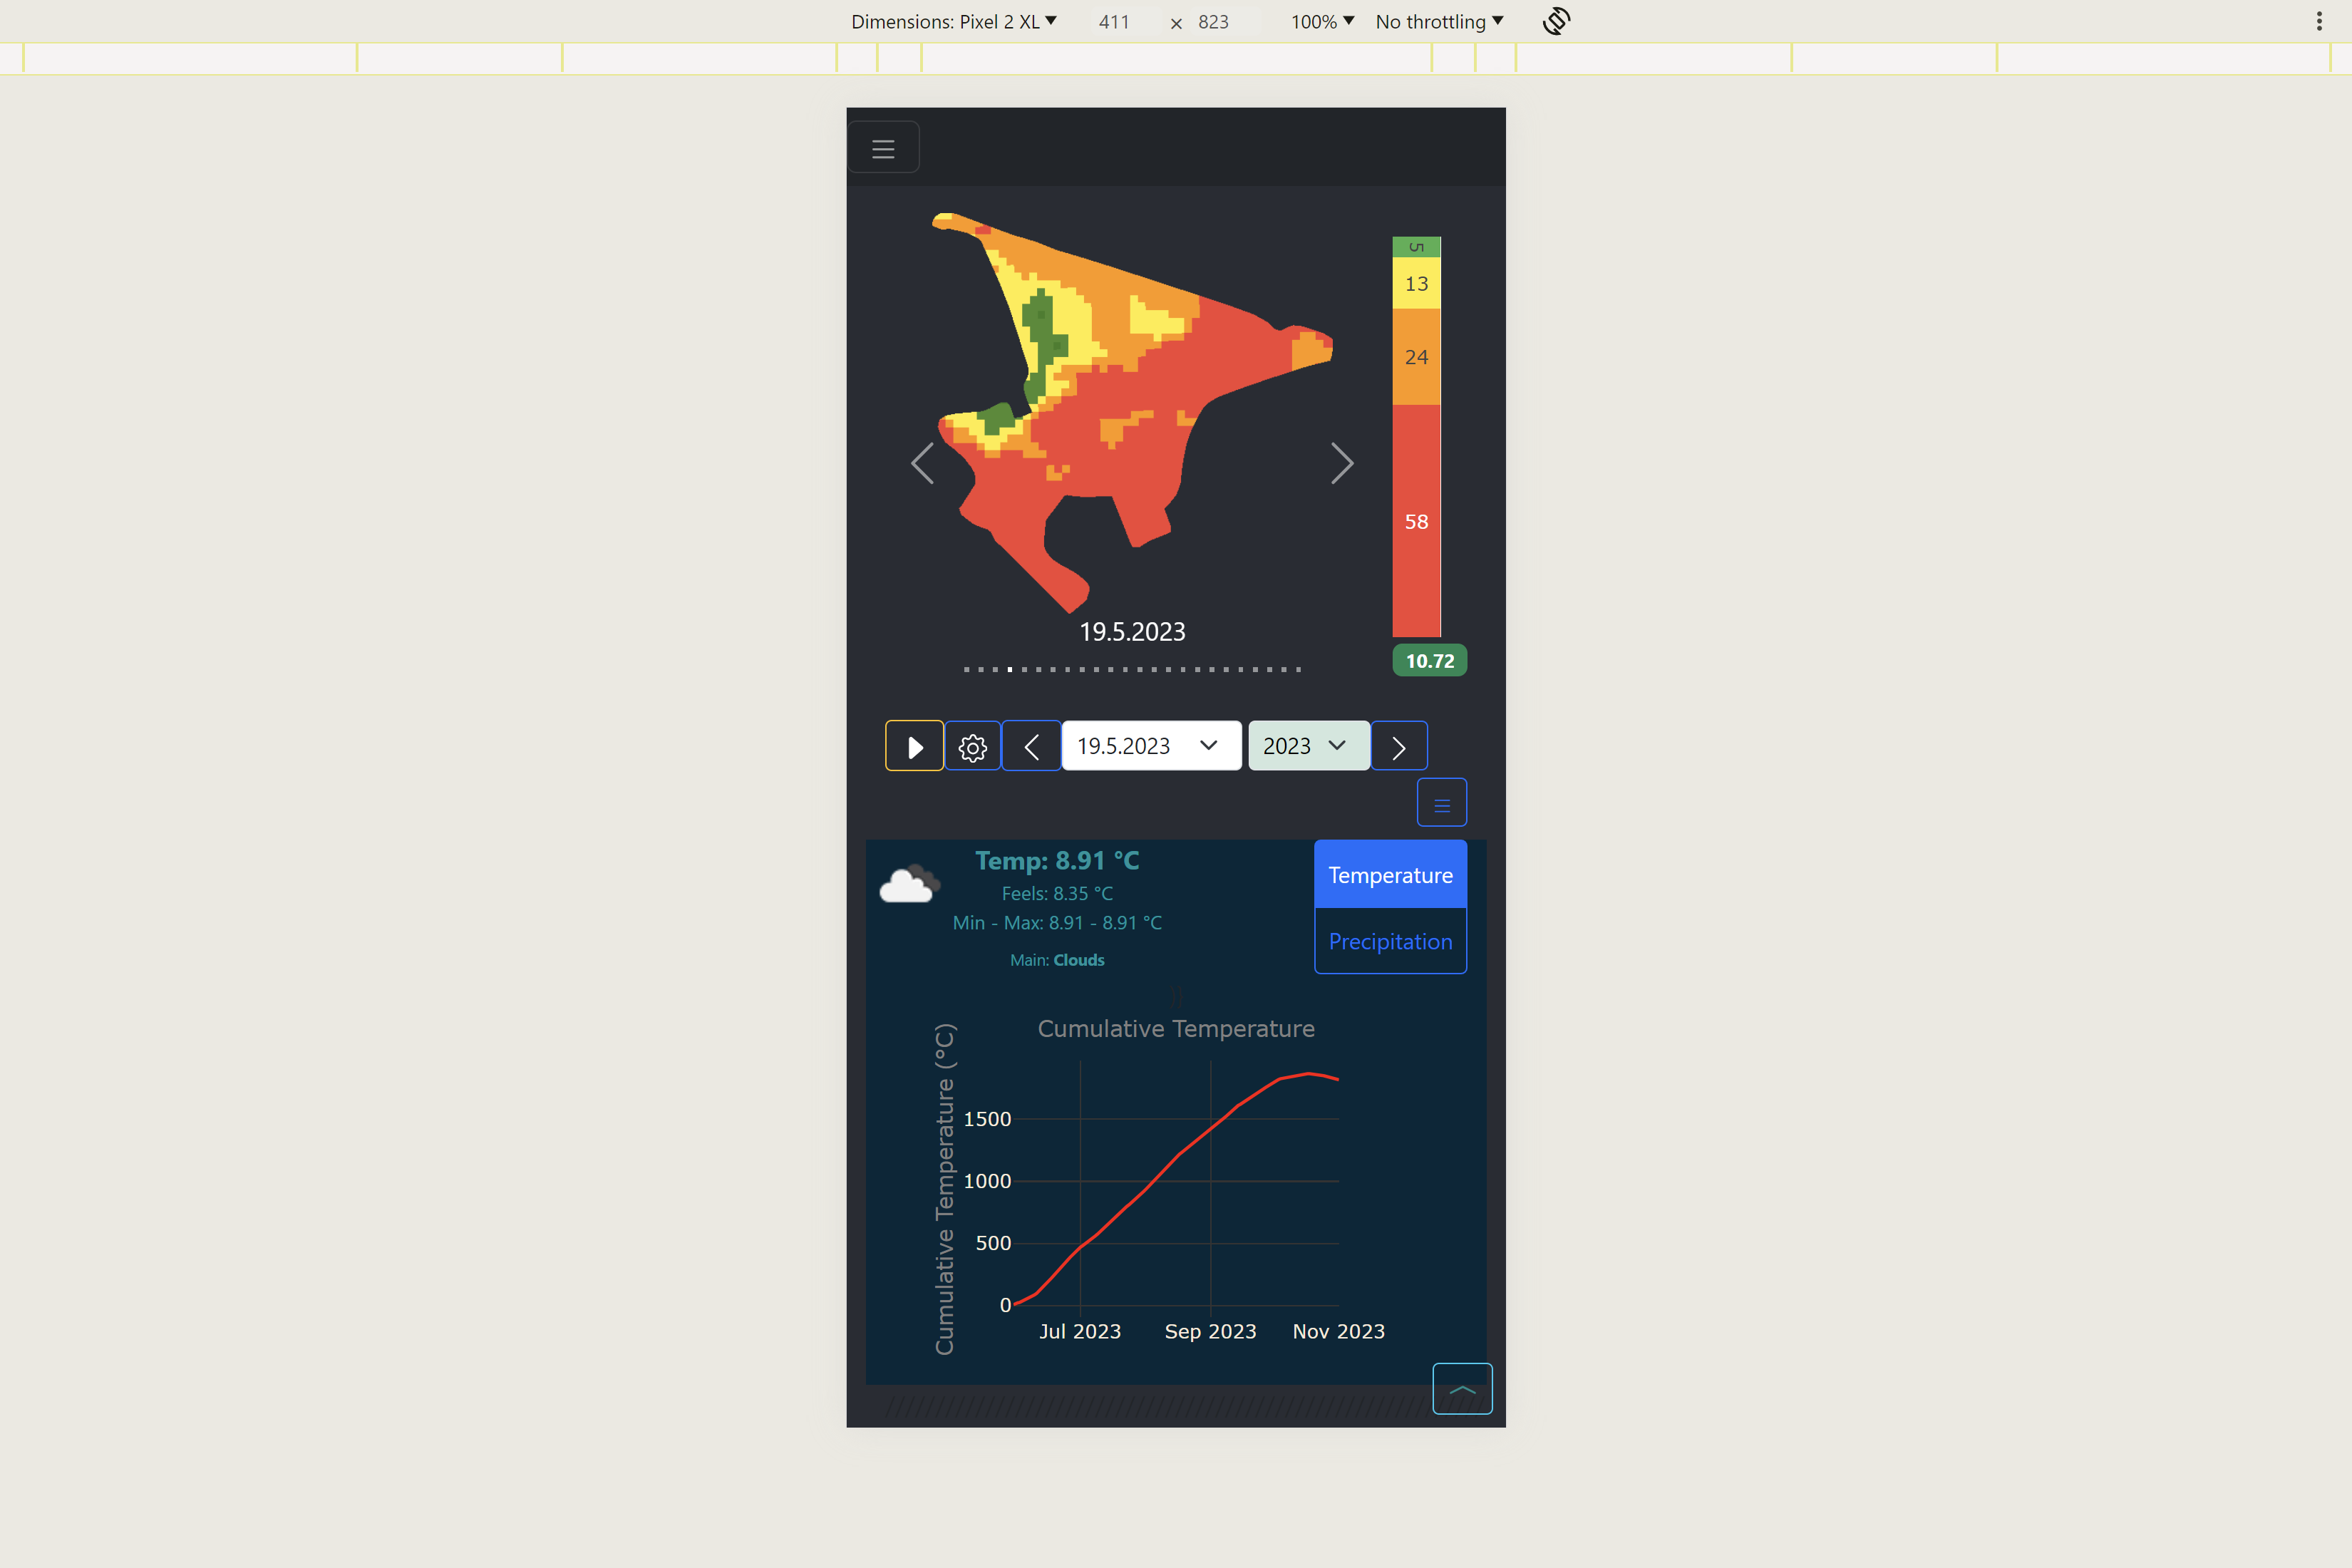 Dimensions: Pixel 2 XL 411 × 823 100% No throttling
5
13
24
58
19.5.2023
10.72
19.5.2023 2023
Temp: 8.91 °C
Feels: 8.35 °C
Min - Max: 8.91 - 8.91 °C
Main: Clouds
Temperature
Precipitation
Cumulative Temperature
Cumulative Temperature (°C)
1500
1000
500
0
Jul 2023 Sep 2023 Nov 2023